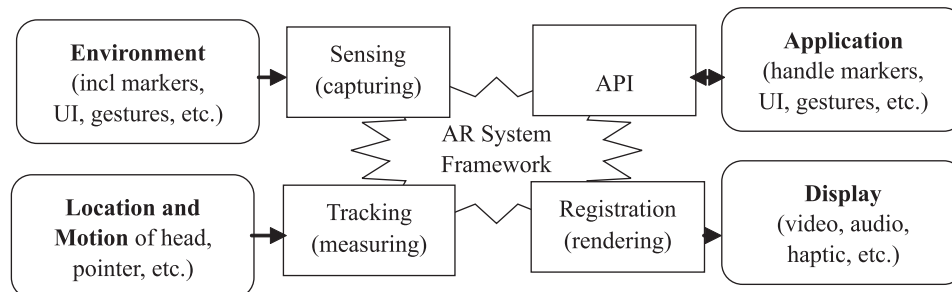 Environment
(incl markers,
UI, gestures, etc.)
Sensing
(capturing)
API
Application
(handle markers,
UI, gestures, etc.)
AR System
Framework
Location and
Motion of head,
pointer, etc.)
Tracking
(measuring)
Registration
(rendering)
Display
(video, audio,
haptic, etc.)